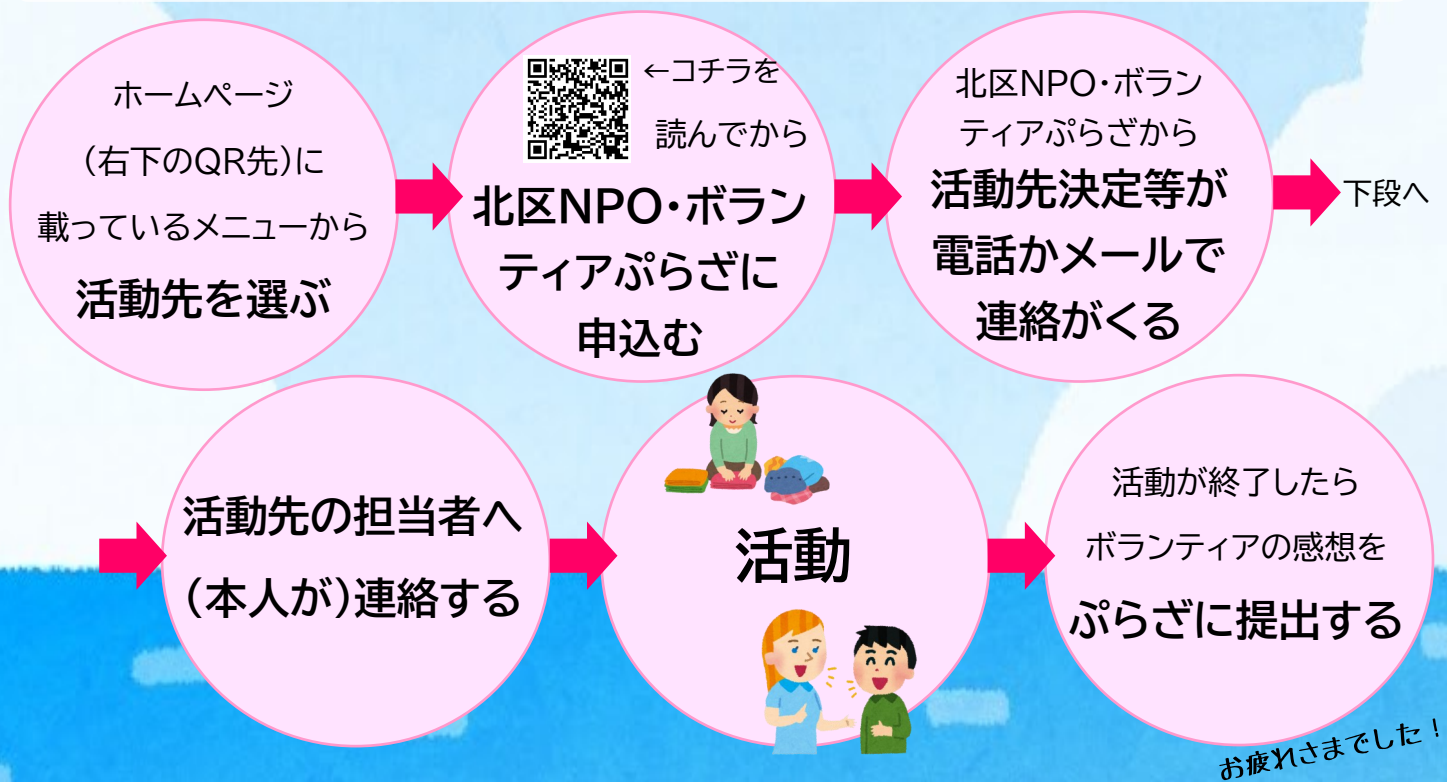 ホームページ
(右下のQR先)に
載っているメニューから
活動先を選ぶ
←コチラを
読んでから
北区NPO・ボラン
ティアぷらざに
申込む
北区NPO・ボラン
ティアぷらざから
活動先決定等が
電話かメールで
連絡がくる
下段へ
活動先の担当者へ
(本人が)連絡する
活動
活動が終了したら
ボランティアの感想を
ぷらざに提出する
お疲れさまでした!